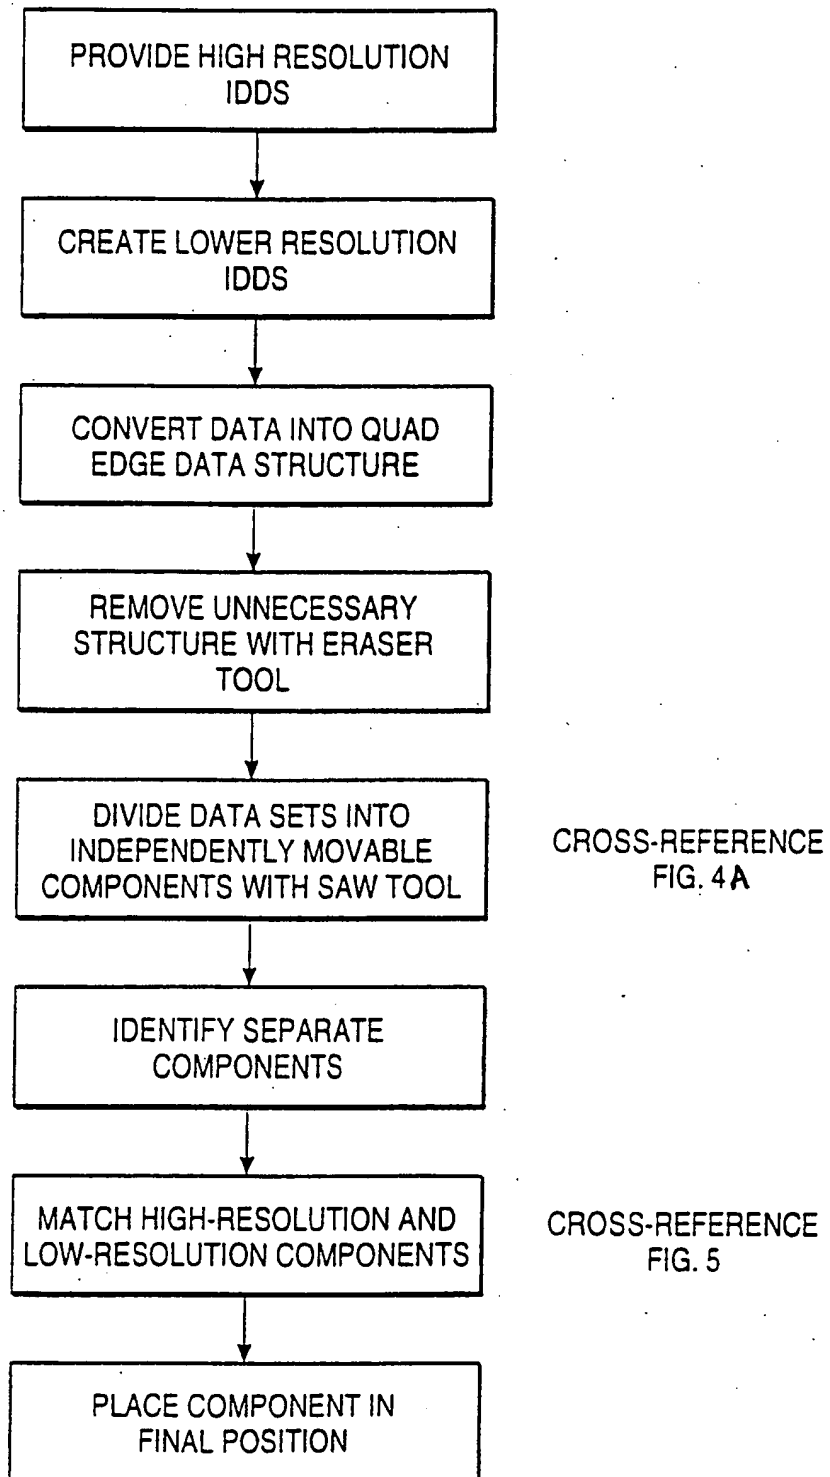 PROVIDE HIGH RESOLUTION
IDDS
CREATE LOWER RESOLUTION
IDDS
CONVERT DATA INTO QUAD
EDGE DATA STRUCTURE
REMOVE UNNECESSARY
STRUCTURE WITH ERASER
TOOL
DIVIDE DATA SETS INTO
INDEPENDENTLY MOVABLE
COMPONENTS WITH SAW TOOL
CROSS-REFERENCE
FIG. 4A
IDENTIFY SEPARATE
COMPONENTS
MATCH HIGH-RESOLUTION AND
LOW-RESOLUTION COMPONENTS
CROSS-REFERENCE
FIG. 5
PLACE COMPONENT IN
FINAL POSITION